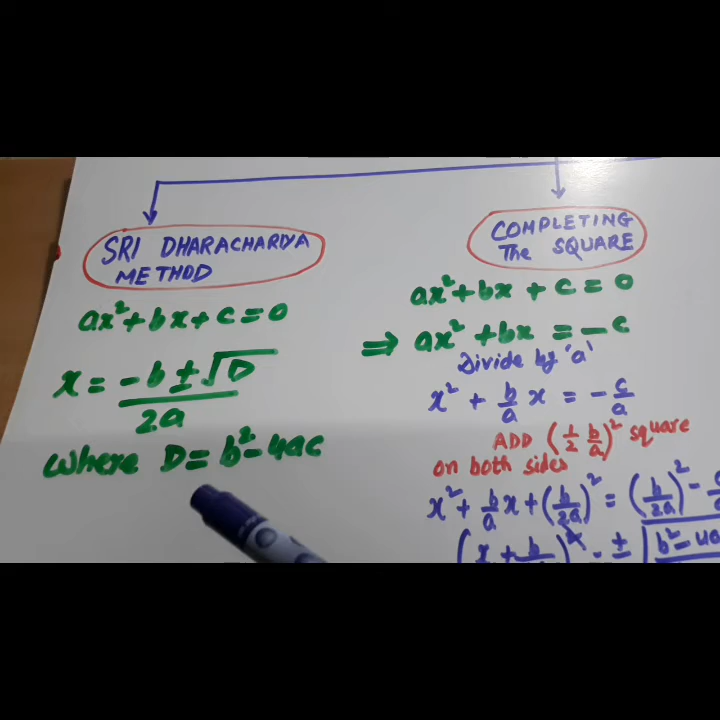 SRI DHARACHARIYA
METHOD
ax²+bx+c=0
x = -b ± √D / 2a
where D = b²-4ac
COMPLETING
The SQUARE
ax²+bx+c=0
⇒ ax²+bx = -c
Divide by 'a'
x² + b/a x = -c/a
ADD (1/2 b/a)² square
on both sides
x² + b/a x + (b/2a)² = (b/2a)² -